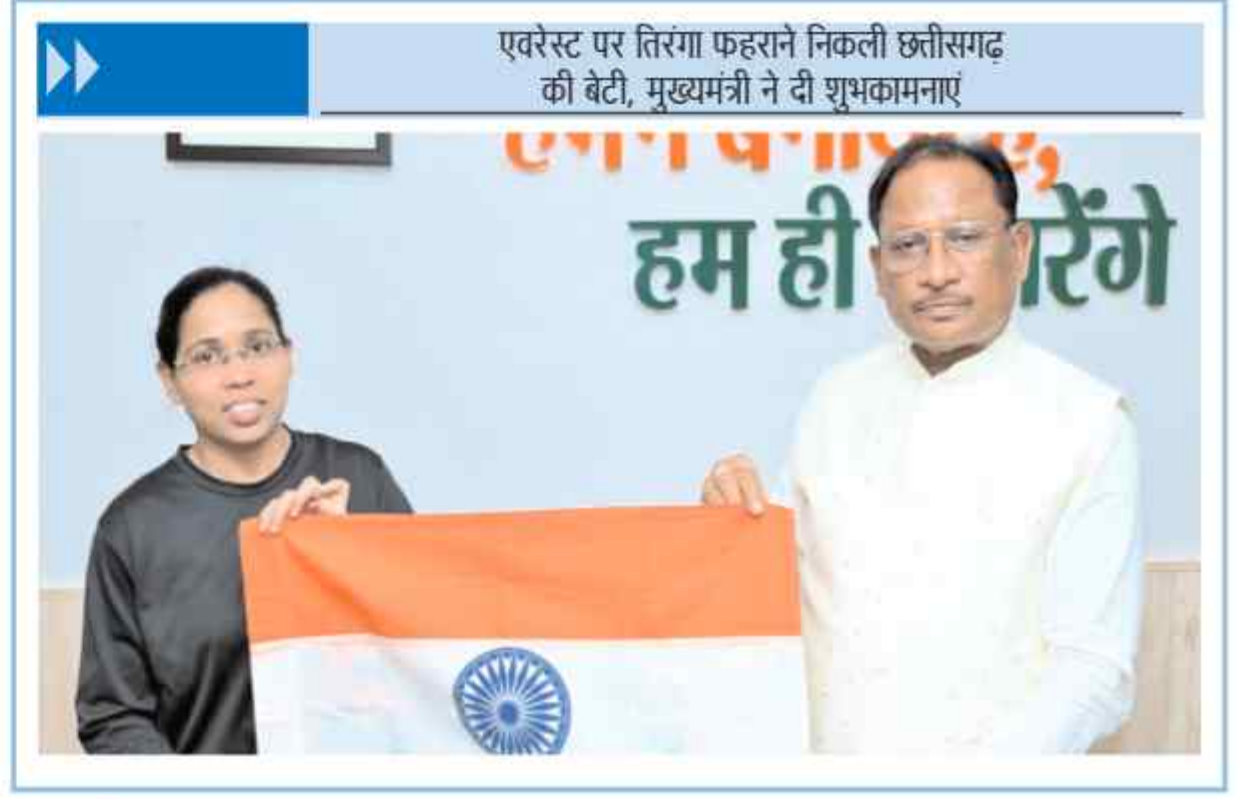 एवरेस्ट पर तिरंगा फहराने निकली छत्तीसगढ़
की बेटी, मुख्यमंत्री ने दी शुभकामनाएं
हम ही